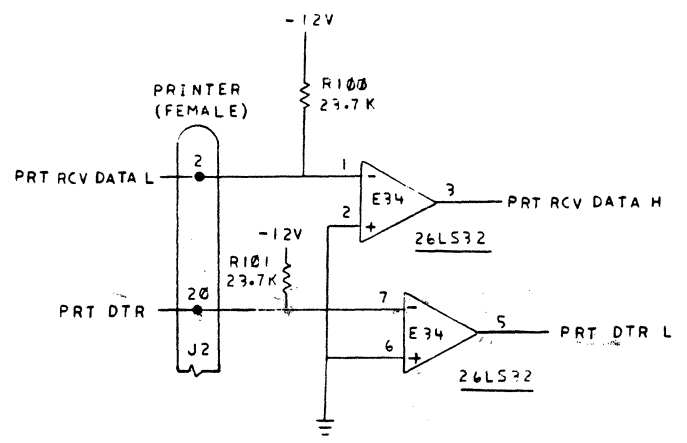 -12V
R100
23.7K
PRINTER
(FEMALE)
2
PRT RCV DATA L
1
-
E34
3
PRT RCV DATA H
2
+
26LS32
-12V
R101
23.7K
20
PRT DTR
7
-
E34
5
PRT DTR L
6
+
J2
26LS32